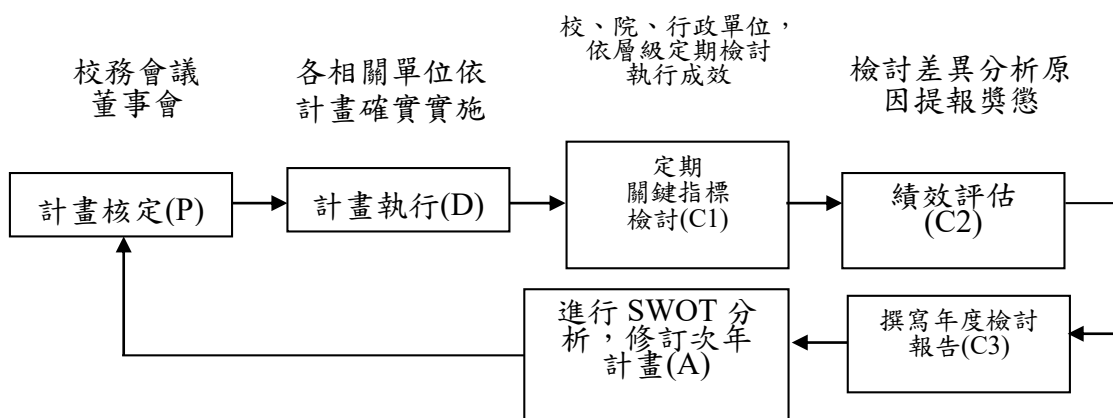 校務會議
董事會
各相關單位依
計畫確實實施
校、院、行政單位，
依層級定期檢討
執行成效
檢討差異分析原
因提報獎懲
計畫核定(P)
計畫執行(D)
定期
關鍵指標
檢討(C1)
績效評估
(C2)
進行 SWOT 分
析，修訂次年
計畫(A)
撰寫年度檢討
報告(C3)